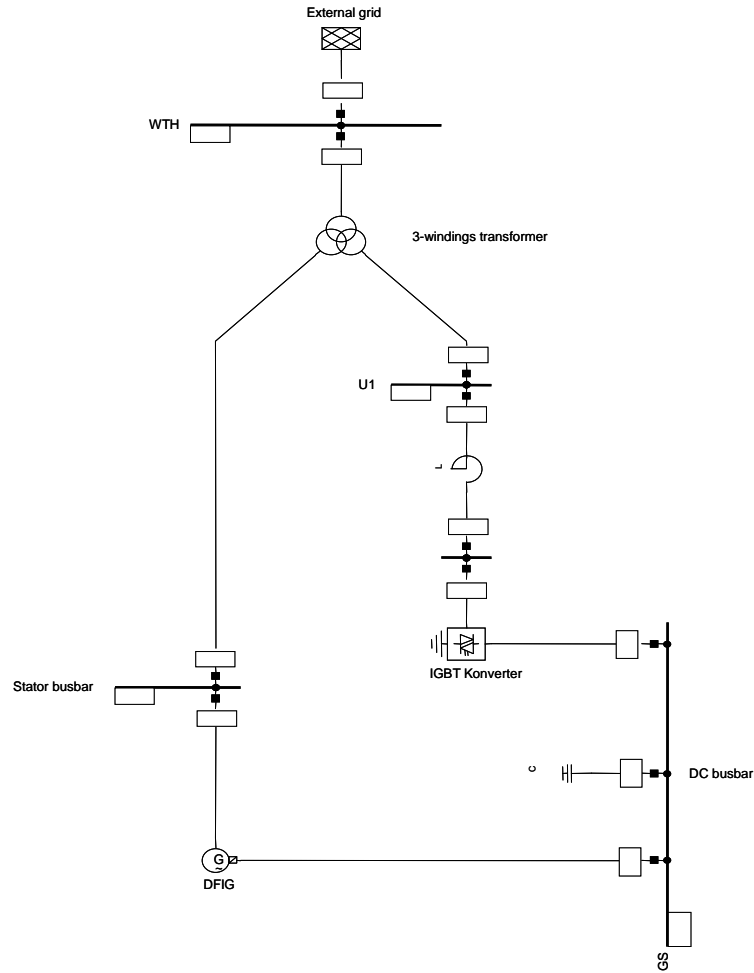 External grid
WTH
3-windings transformer
U1
L
IGBT Konverter
Stator busbar
C
DC busbar
G
~
DFIG
GS